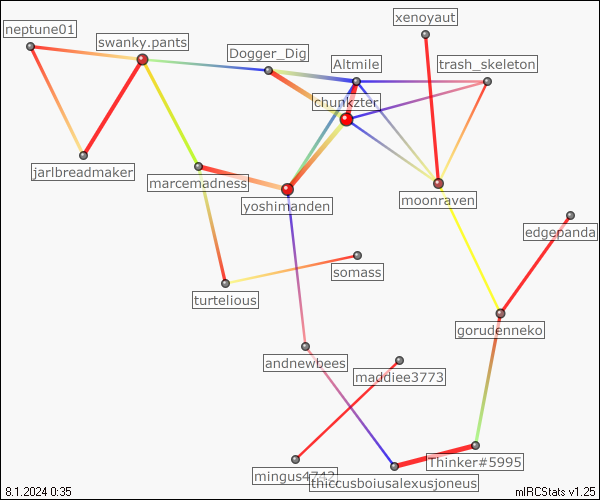 xenoyaut
neptune01
swanky.pants
Dogger_Dig
Altmile
trash_skeleton
chunkzter
jarlbreadmaker
marcemadness
yoshimanden
moonraven
edgepanda
somass
turtelious
gorudenneko
andnewbees
maddiee3773
Thinker#5995
mingus4742
thiccusboiusalexusjoneus
8.1.2024 0:35
mIRCStats v1.25